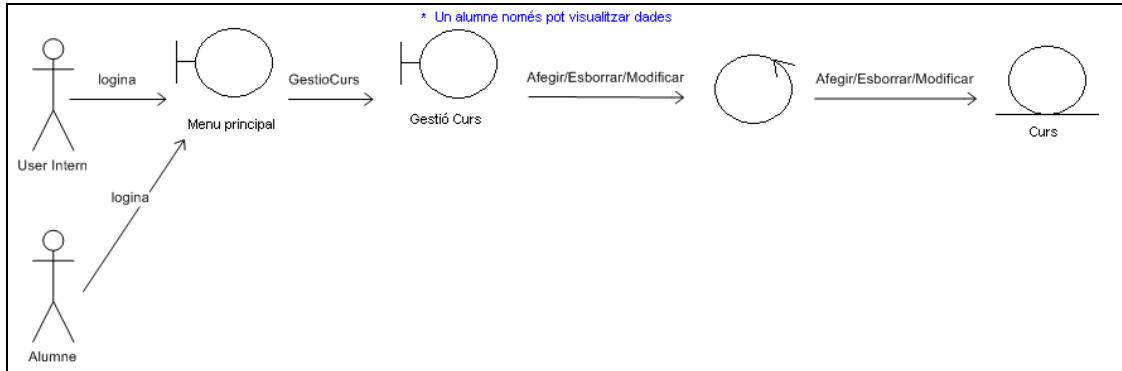 * Un alumne només pot visualitzar dades
logina
GestioCurs
Afegir/Esborrar/Modificar
Afegir/Esborrar/Modificar
Menu principal
Gestió Curs
Curs
User Intern
logina
Alumne